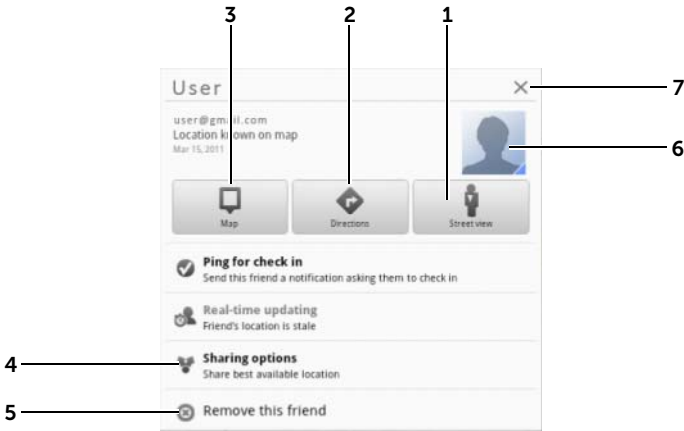 3 2 1
User
7
user@gmail.com
Location known on map
Mar 15, 2011
6
Map Directions Street view
Ping for check in
Send this friend a notification asking them to check in
Real-time updating
Friend's location is stale
Sharing options
4
Share best available location
5 Remove this friend